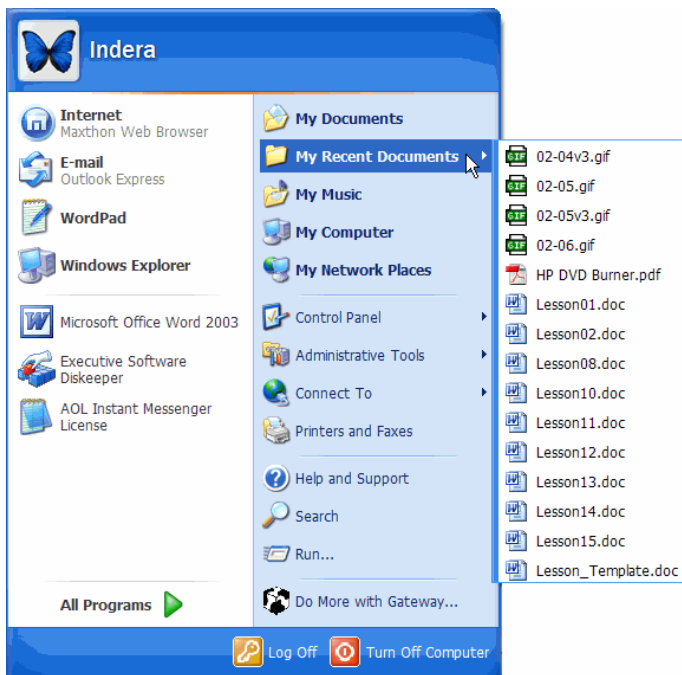 Indera
Internet
Maxthon Web Browser
E-mail
Outlook Express
WordPad
Windows Explorer
Microsoft Office Word 2003
Executive Software
Diskeeper
AOL Instant Messenger
License
All Programs
My Documents
My Recent Documents
My Music
My Computer
My Network Places
Control Panel
Administrative Tools
Connect To
Printers and Faxes
Help and Support
Search
Run...
Do More with Gateway...
GIF 02-04v3.gif
GIF 02-05.gif
GIF 02-05v3.gif
GIF 02-06.gif
HP DVD Burner.pdf
Lesson01.doc
Lesson02.doc
Lesson08.doc
Lesson10.doc
Lesson11.doc
Lesson12.doc
Lesson13.doc
Lesson14.doc
Lesson15.doc
Lesson_Template.doc
Log Off
Turn Off Computer